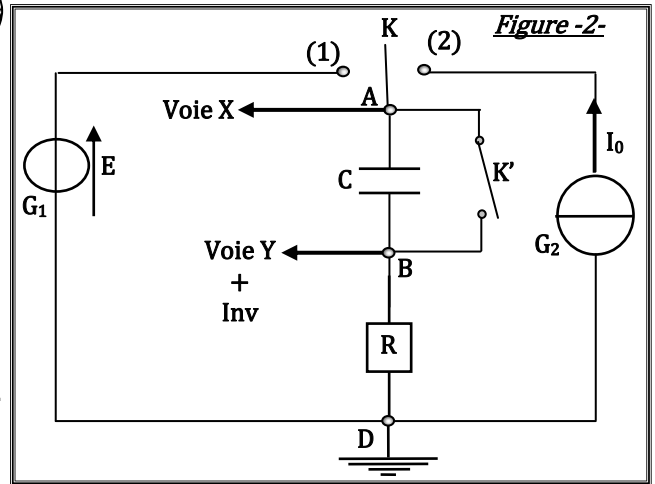 Figure -2-
K
(1)
(2)
A
Voie X
I₀
E
C
K'
G₁
Voie Y
G₂
B
+
Inv
R
D